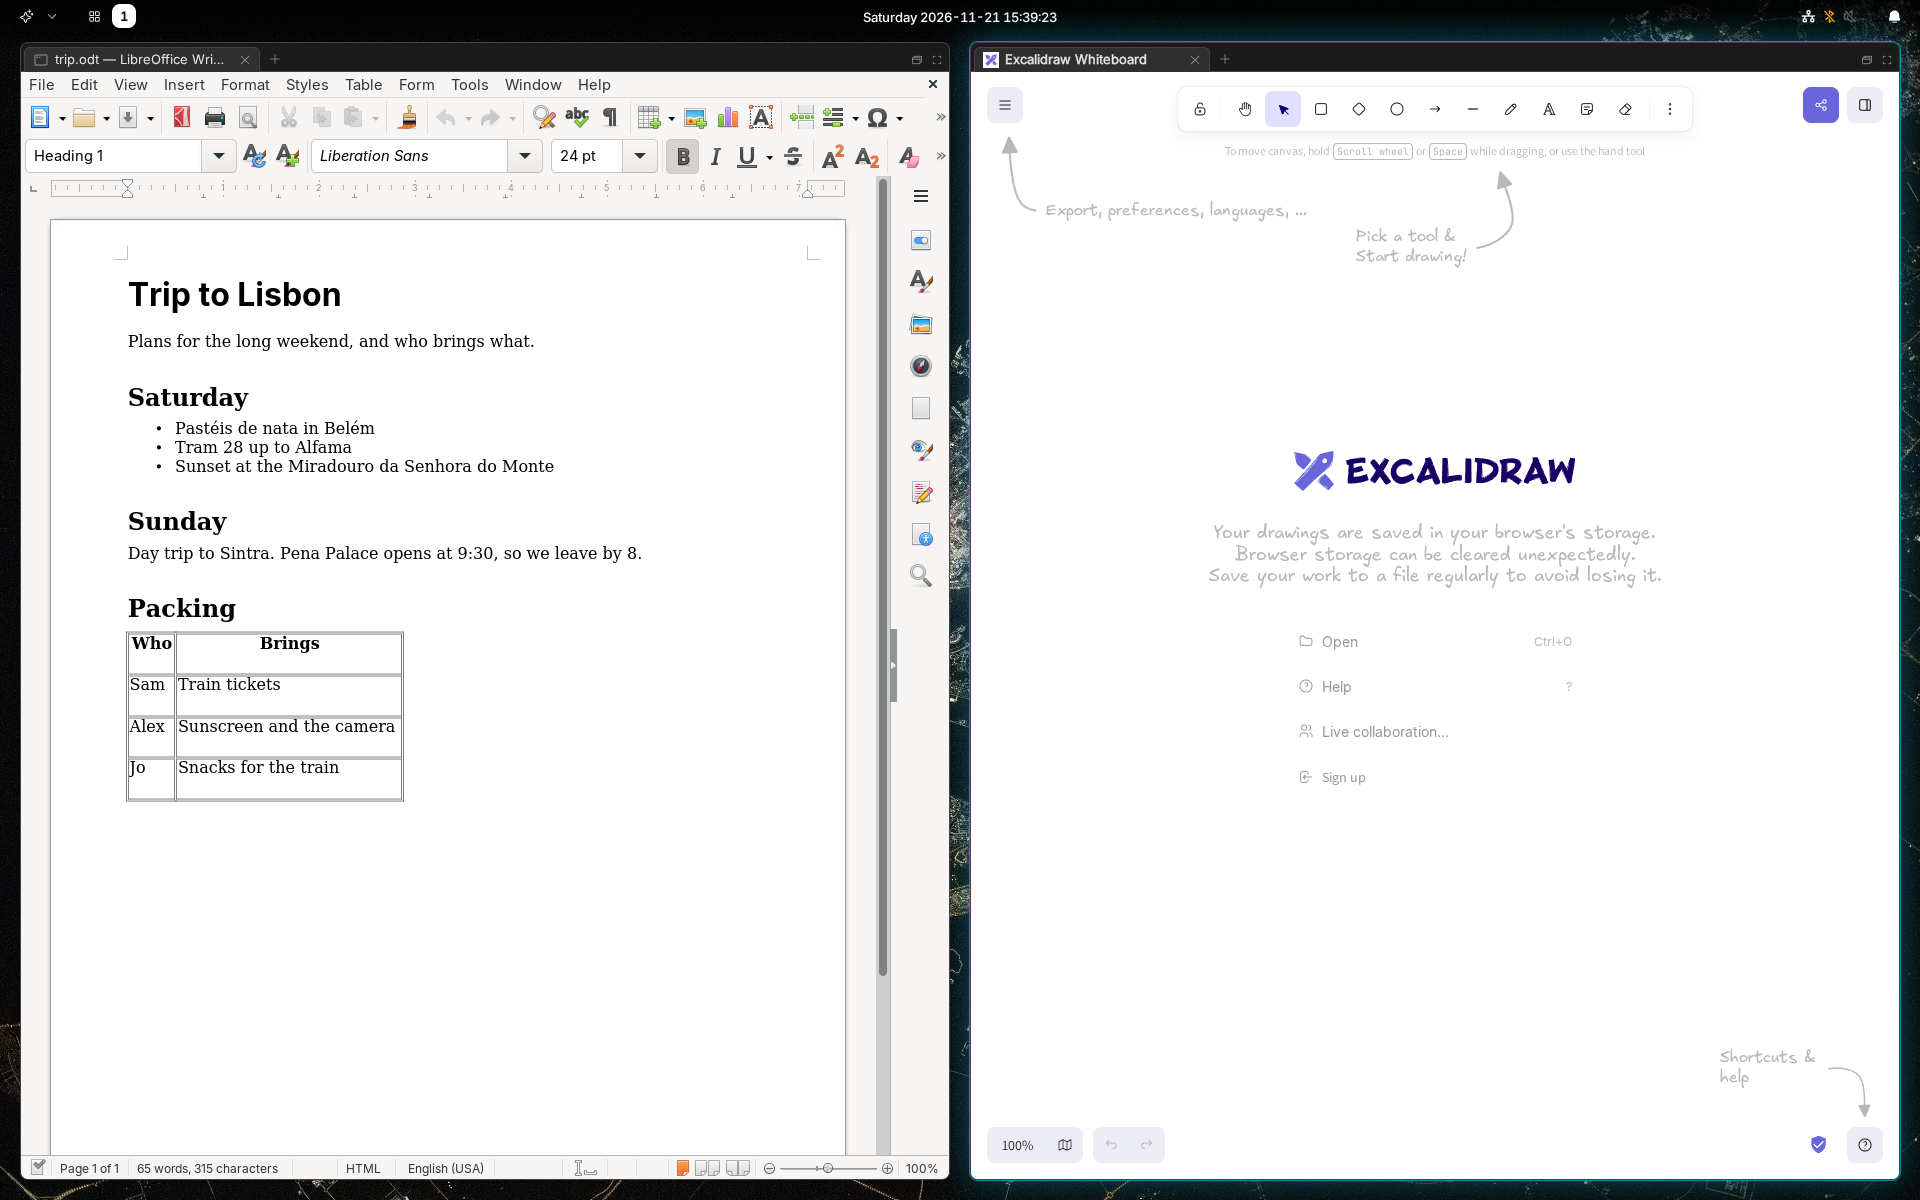 1
Saturday 2026-11-21 15:39:23
trip.odt — LibreOffice Wri...
File Edit View Insert Format Styles Table Form Tools Window Help
Heading 1
Liberation Sans
24 pt
1 2 3 4 5 6 7
Trip to Lisbon
Plans for the long weekend, and who brings what.
Saturday
• Pastéis de nata in Belém
• Tram 28 up to Alfama
• Sunset at the Miradouro da Senhora do Monte
Sunday
Day trip to Sintra. Pena Palace opens at 9:30, so we leave by 8.
Packing
Who Brings
Sam Train tickets
Alex Sunscreen and the camera
Jo Snacks for the train
Page 1 of 1
65 words, 315 characters
HTML
English (USA)
100%
Excalidraw Whiteboard
To move canvas, hold Scroll wheel or Space while dragging, or use the hand tool
Export, preferences, languages, ...
Pick a tool &
Start drawing!
EXCALIDRAW
Your drawings are saved in your browser's storage.
Browser storage can be cleared unexpectedly.
Save your work to a file regularly to avoid losing it.
Open Ctrl+O
Help ?
Live collaboration...
Sign up
Shortcuts &
help
100%